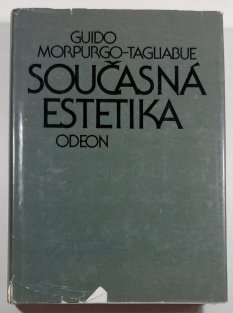 GUIDO
MORPURGO-TAGLIABUE
SOUČASNÁ
ESTETIKA
ODEON